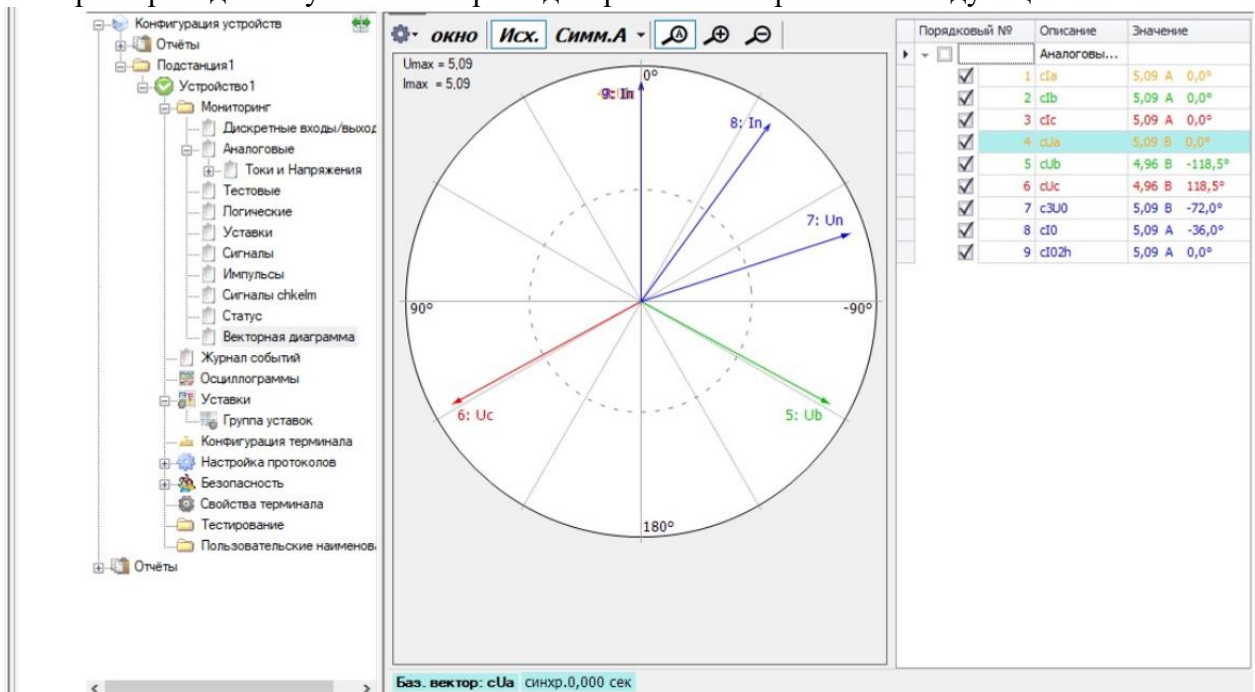 Конфигурация устройств
Отчёты
Подстанция1
Устройство1
Мониторинг
Дискретные входы/выход
Аналоговые
Токи и Напряжения
Тестовые
Логические
Уставки
Сигналы
Импульсы
Сигналы chkelm
Статус
Векторная диаграмма
Журнал событий
Осциллограммы
Уставки
Группа уставок
Конфигурация терминала
Настройка протоколов
Безопасность
Свойства терминала
Тестирование
Пользовательские наименов
Отчёты
окно Исх. Симм.А
Umax = 5,09
Imax = 5,09
0°
9: In
8: In
7: Un
90°
-90°
6: Uc
5: Ub
180°
Баз. вектор: cUa синхр.0,000 сек
Порядковый № Описание Значение
Аналоговы...
1 cIa 5,09 А 0,0°
2 cIb 5,09 А 0,0°
3 cIc 5,09 А 0,0°
4 cUa 5,09 В 0,0°
5 cUb 4,96 В -118,5°
6 cUc 4,96 В 118,5°
7 c3U0 5,09 В -72,0°
8 cI0 5,09 А -36,0°
9 cI02h 5,09 А 0,0°